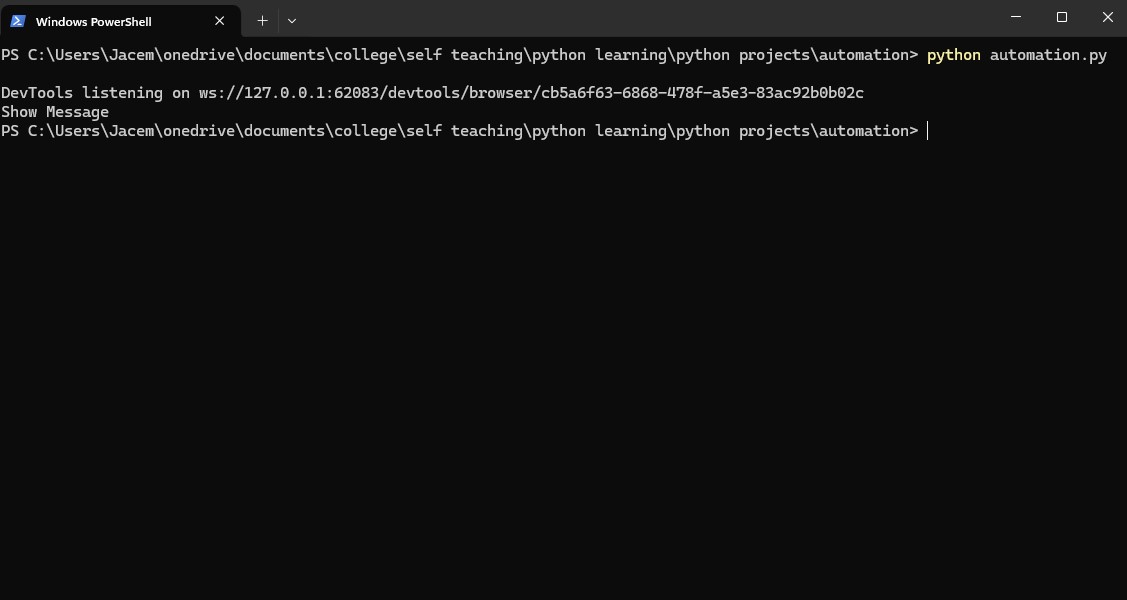 Windows PowerShell
PS C:\Users\Jacem\onedrive\documents\college\self teaching\python learning\python projects\automation> python automation.py
DevTools listening on ws://127.0.0.1:62083/devtools/browser/cb5a6f63-6868-478f-a5e3-83ac92b0b02c
Show Message
PS C:\Users\Jacem\onedrive\documents\college\self teaching\python learning\python projects\automation>